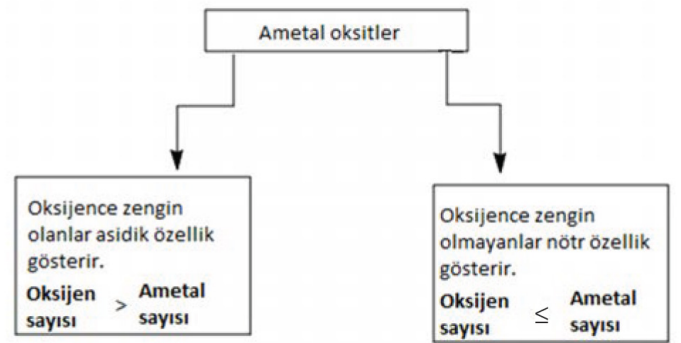 Ametal oksitler
Oksijence zengin
olanlar asidik özellik
gösterir.
Oksijen > Ametal
sayısı sayısı
Oksijence zengin
olmayanlar nötr özellik
gösterir.
Oksijen ≤ Ametal
sayısı sayısı